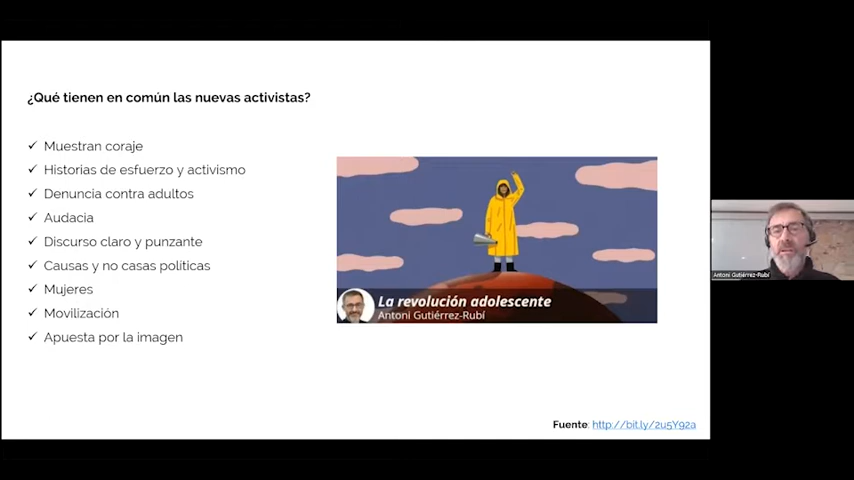 ¿Qué tienen en común las nuevas activistas?
Muestran coraje
Historias de esfuerzo y activismo
Denuncia contra adultos
Audacia
Discurso claro y punzante
Causas y no casas políticas
Mujeres
Movilización
Apuesta por la imagen
La revolución adolescente
Antoni Gutiérrez-Rubí
Fuente: http://bit.ly/2u5Y92a
Antoni Gutiérrez-Rubí